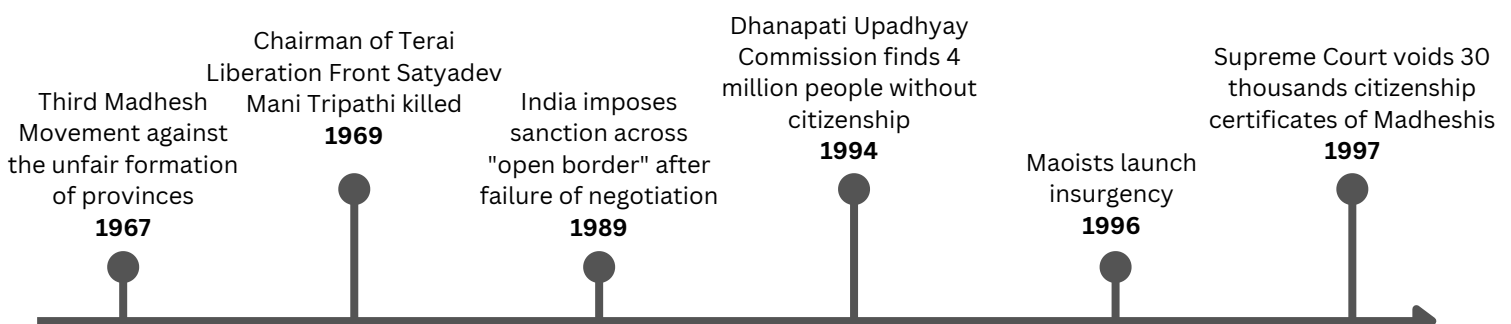 Third Madhesh
Movement against
the unfair formation
of provinces
1967
Chairman of Terai
Liberation Front Satyadev
Mani Tripathi killed
1969
India imposes
sanction across
"open border" after
failure of negotiation
1989
Dhanapati Upadhyay
Commission finds 4
million people without
citizenship
1994
Maoists launch
insurgency
1996
Supreme Court voids 30
thousands citizenship
certificates of Madheshis
1997